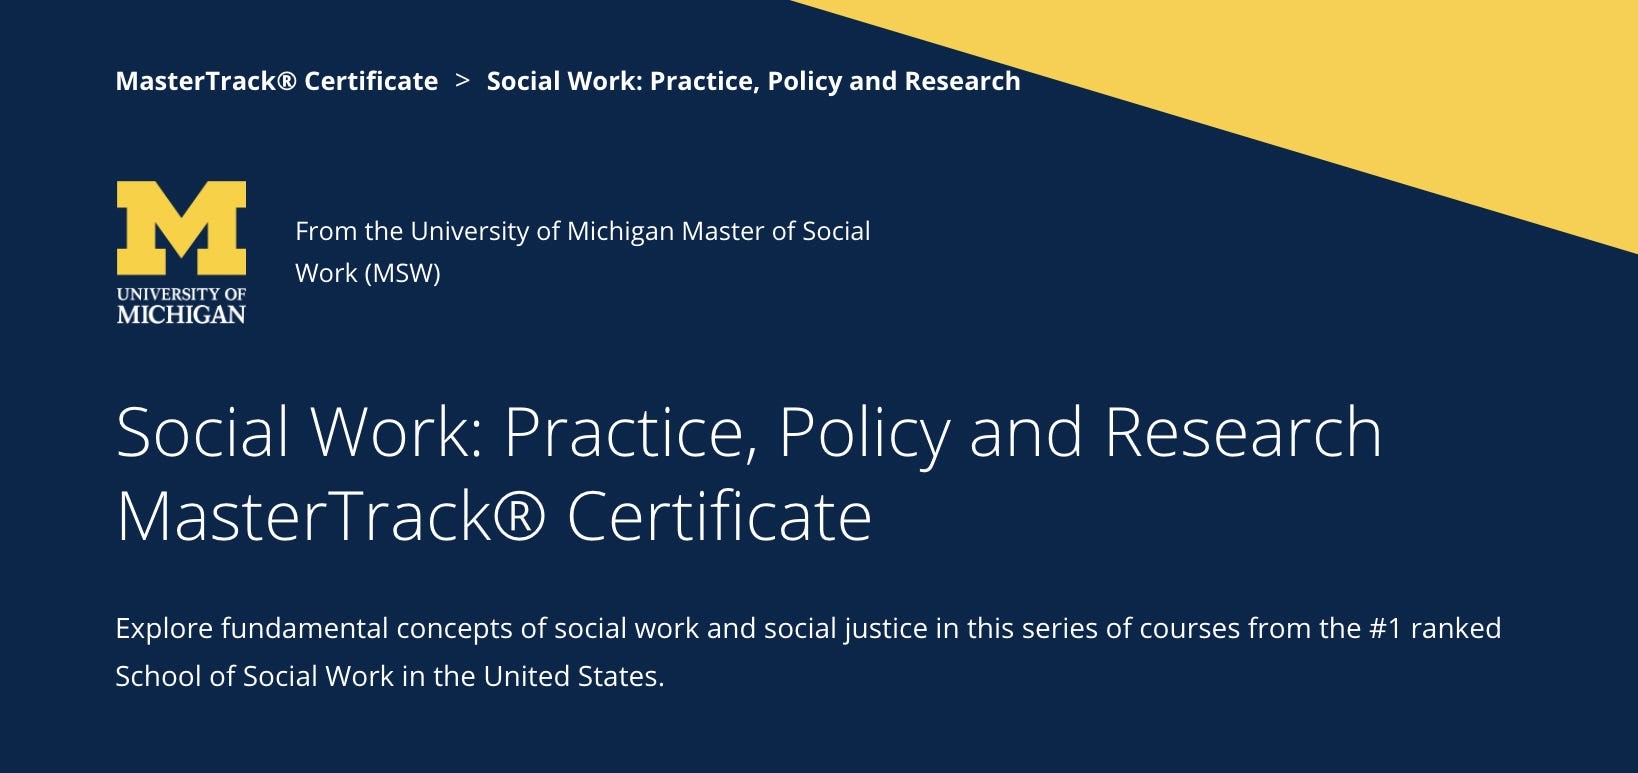 MasterTrack® Certificate > Social Work: Practice, Policy and Research
M
UNIVERSITY OF
MICHIGAN
From the University of Michigan Master of Social
Work (MSW)
Social Work: Practice, Policy and Research
MasterTrack® Certificate
Explore fundamental concepts of social work and social justice in this series of courses from the #1 ranked
School of Social Work in the United States.